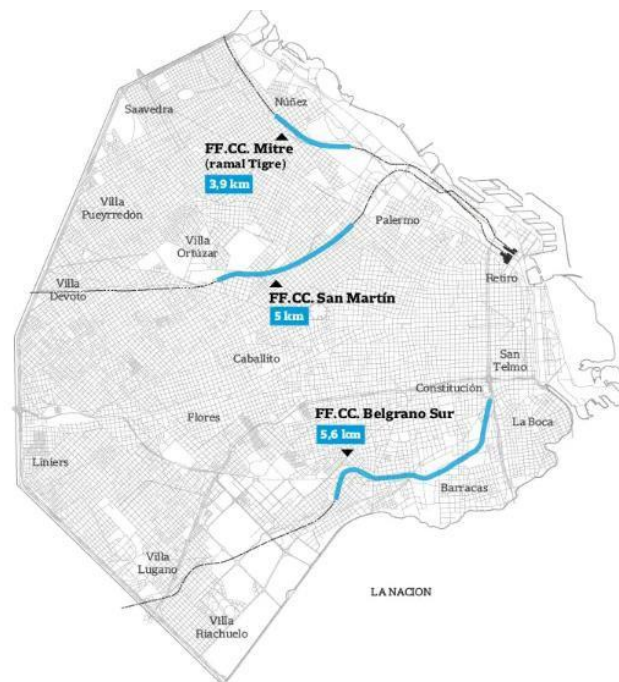 Núñez
Saavedra
FF.CC. Mitre
(ramal Tigre)
3,9 km
Villa
Pueyrredón
Palermo
Villa
Ortúzar
Retiro
Villa
Devoto
FF.CC. San Martín
5 km
San
Telmo
Caballito
Constitución
FF.CC. Belgrano Sur
5,6 km
Flores
La Boca
Liniers
Barracas
Villa
Lugano
LA NACION
Villa
Riachuelo